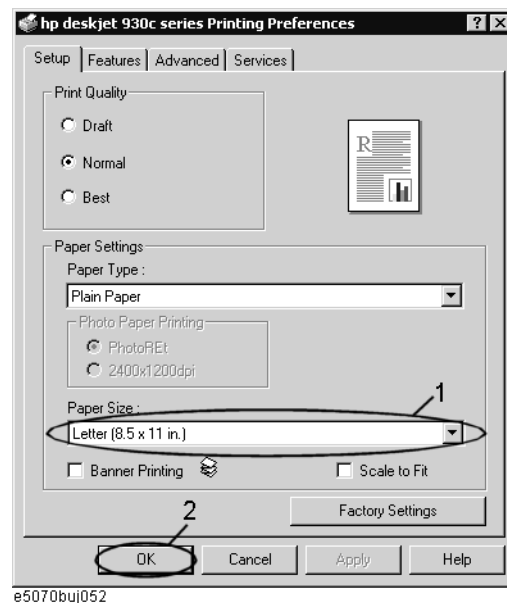 hp deskjet 930c series Printing Preferences ? X
Setup Features Advanced Services
Print Quality
Draft
Normal
Best
R
Paper Settings
Paper Type :
Plain Paper
Photo Paper Printing
PhotoREt
2400x1200dpi
1
Paper Size :
Letter (8.5 x 11 in.)
Banner Printing Scale to Fit
2
Factory Settings
OK Cancel Apply Help
e5070buj052